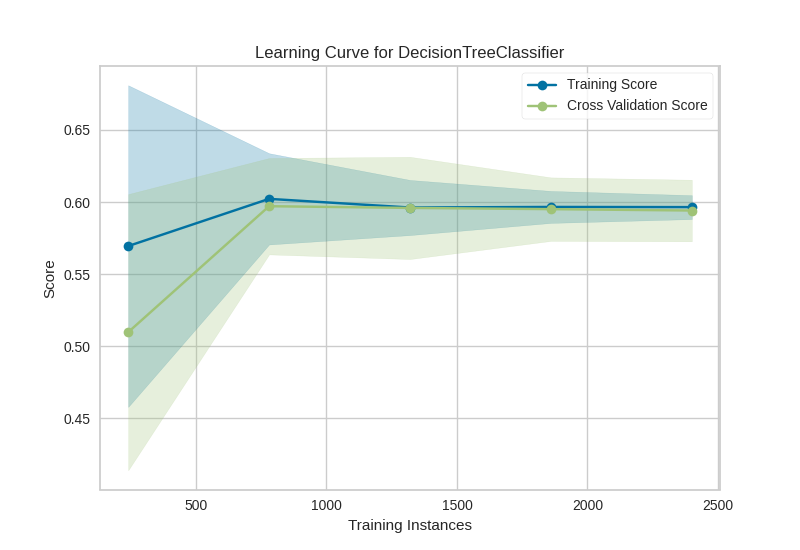 Learning Curve for DecisionTreeClassifier
Training Score
Cross Validation Score
0.65
0.60
0.55
0.50
0.45
Score
500
1000
1500
2000
2500
Training Instances